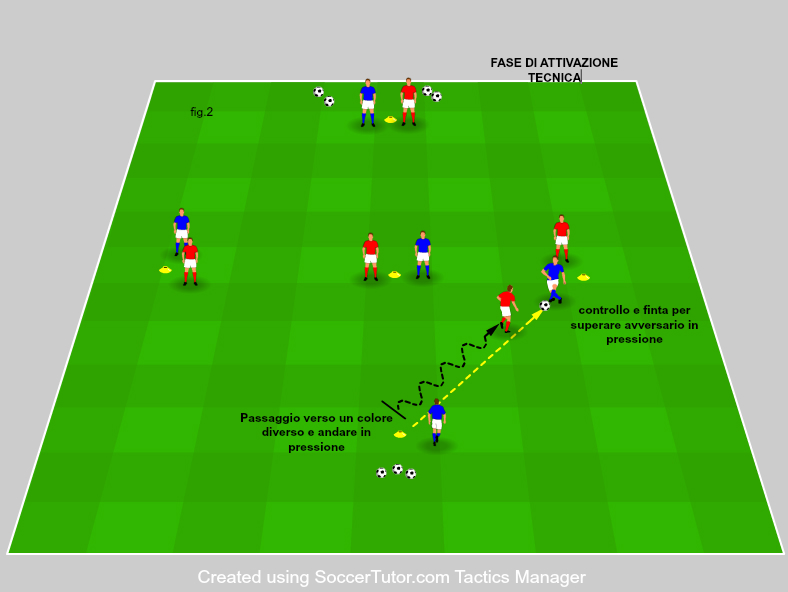 FASE DI ATTIVAZIONE
TECNICA
fig.2
controllo e finta per
superare avversario in
pressione
Passaggio verso un colore
diverso e andare in
pressione
Created using SoccerTutor.com Tactics Manager